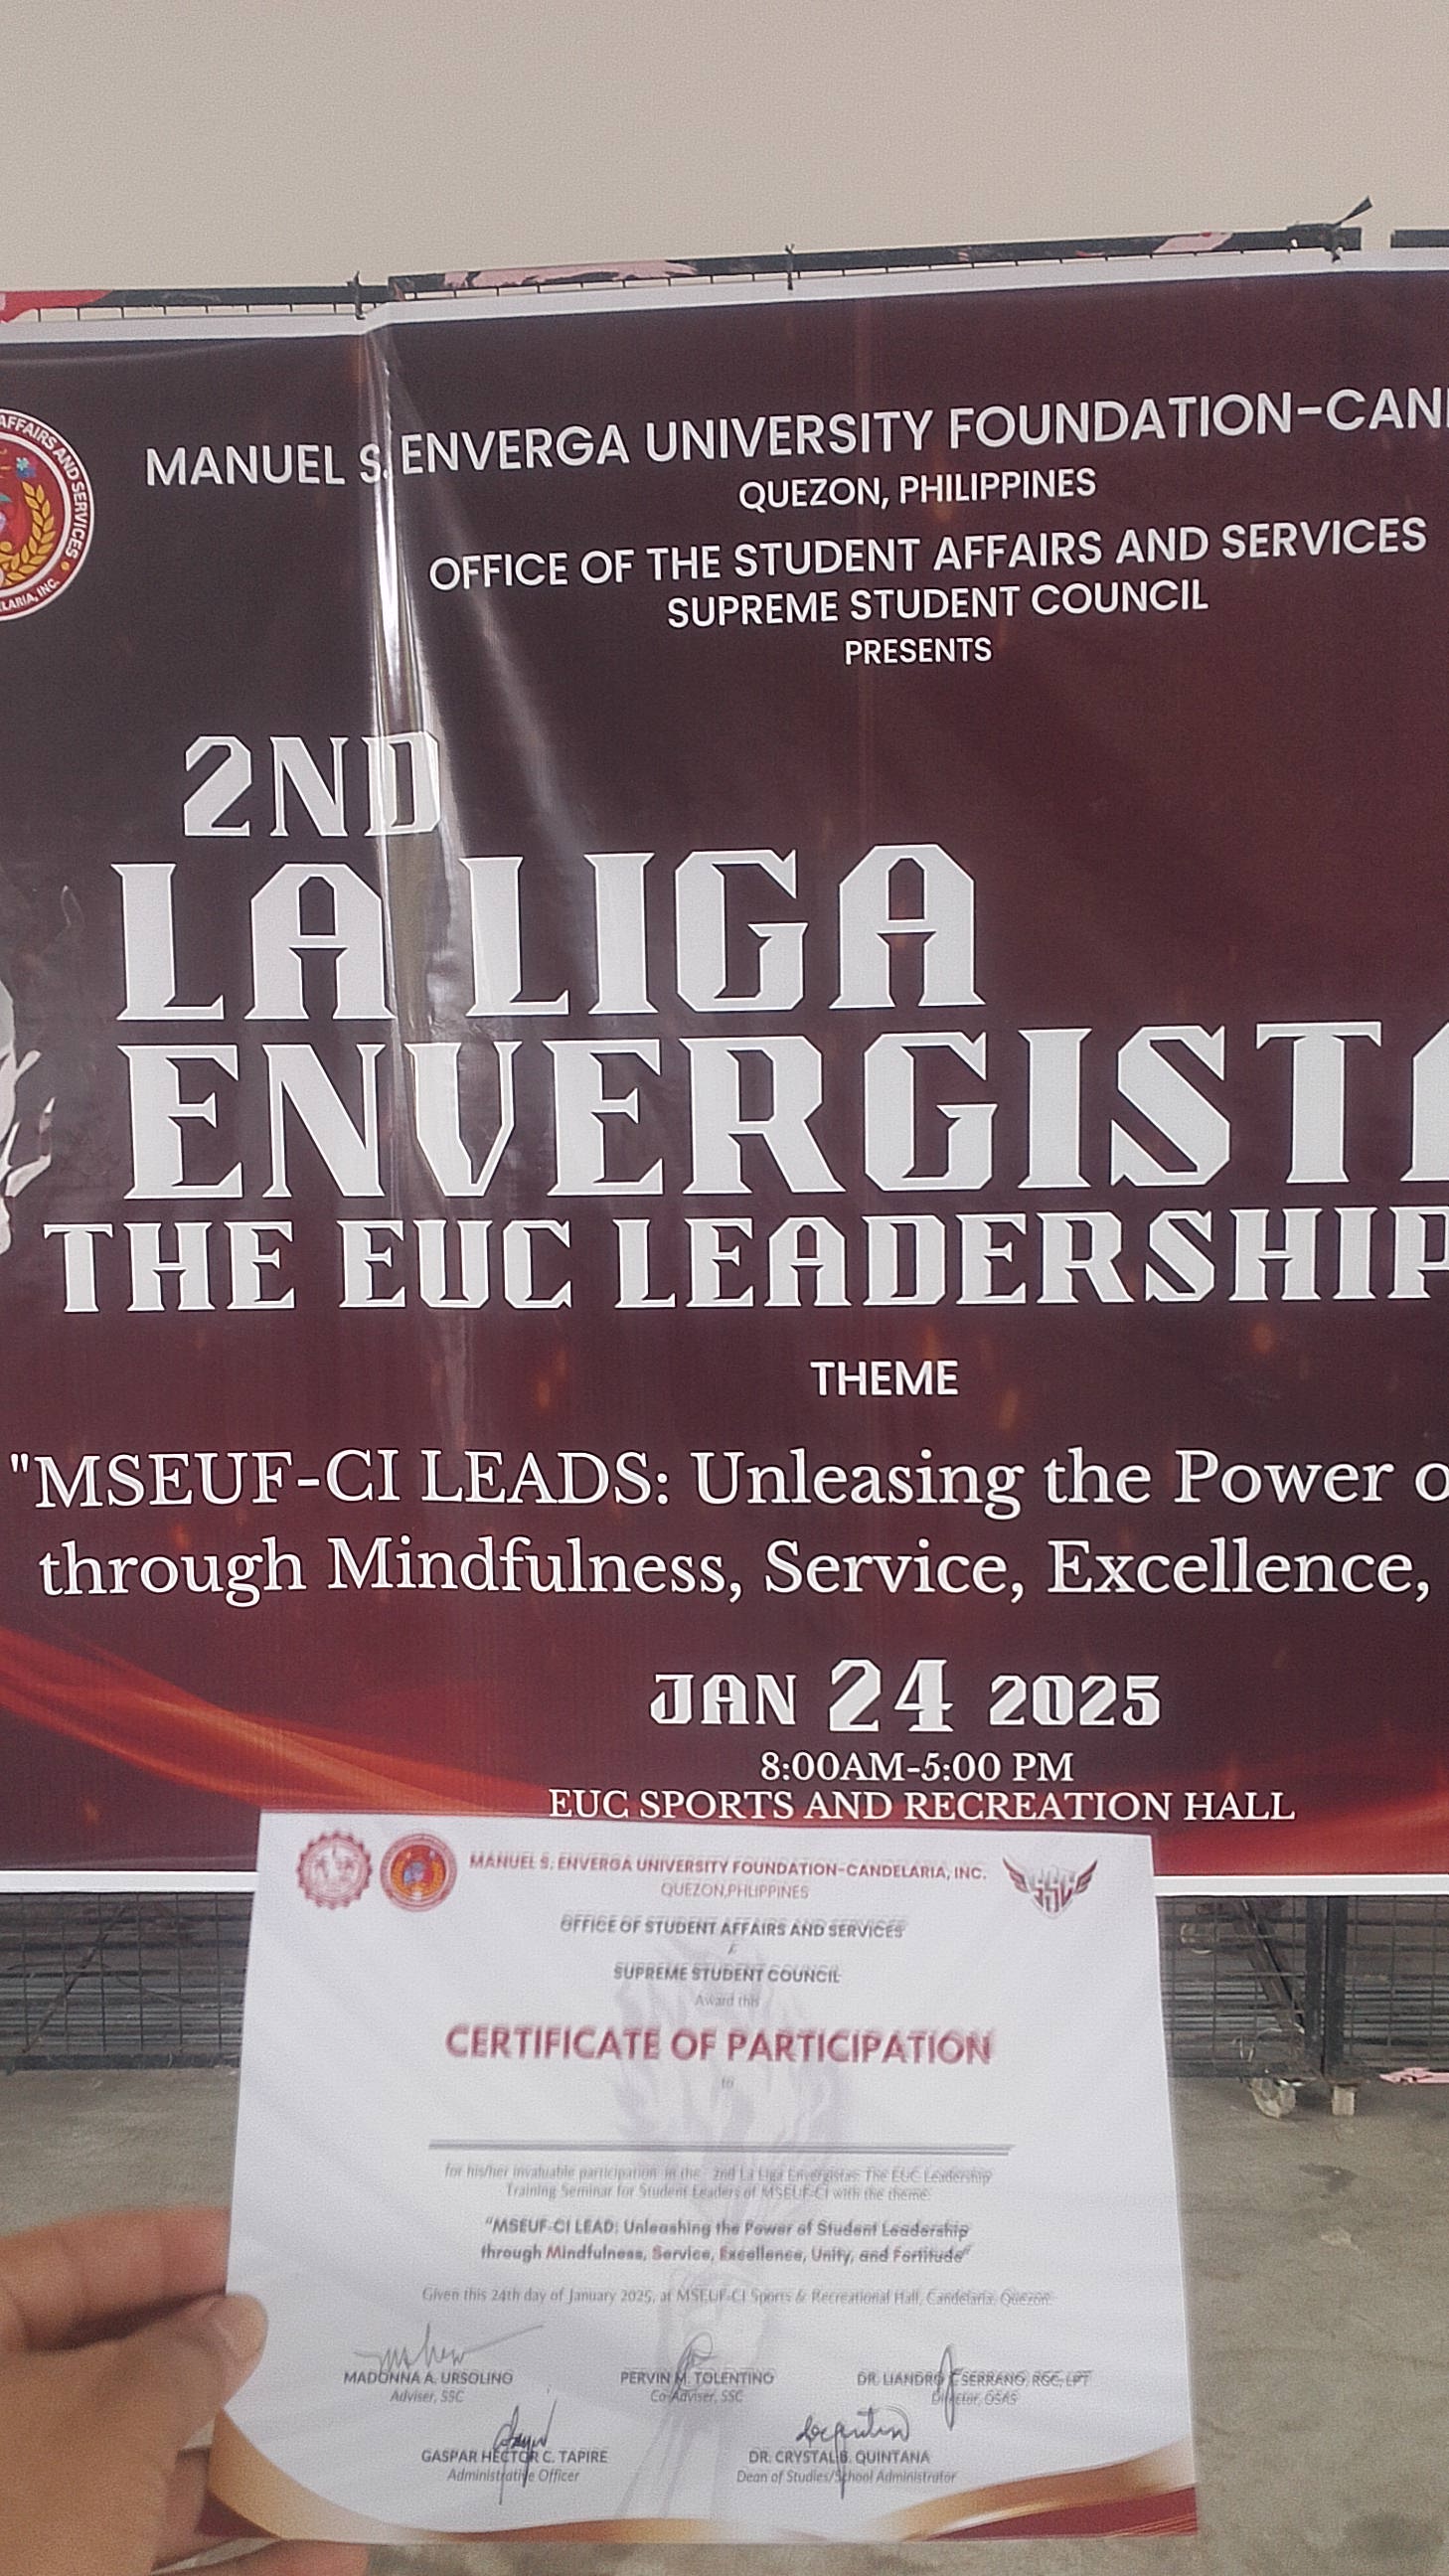 AFFAIRS AND SERVICES
MANUEL S. ENVERGA UNIVERSITY FOUNDATION-CAN
QUEZON, PHILIPPINES
OFFICE OF THE STUDENT AFFAIRS AND SERVICES
SUPREME STUDENT COUNCIL
PRESENTS
2ND
LA LIGA
ENVERGISTA
THE EUC LEADERSHIP
THEME
"MSEUF-CI LEADS: Unleasing the Power o
through Mindfulness, Service, Excellence,
JAN 24 2025
8:00AM-5:00 PM
EUC SPORTS AND RECREATION HALL
MANUEL S. ENVERGA UNIVERSITY FOUNDATION-CANDELARIA, INC.
QUEZON,PHLIPPINES
OFFICE OF STUDENT AFFAIRS AND SERVICES
&
SUPREME STUDENT COUNCIL
Award this
CERTIFICATE OF PARTICIPATION
to
for his/her invaluable participation in the 2nd La Liga Envergistas: The EUC Leadership
Training Seminar for Student Leaders of MSEUF-CI with the theme:
"MSEUF-CI LEAD: Unleashing the Power of Student Leadership
through Mindfulness, Service, Excellence, Unity, and Fortitude"
Given this 24th day of January 2025, at MSEUF-CI Sports & Recreational Hall, Candelaria, Quezon.
MADONNA A. URSOLINO PERVIN M. TOLENTINO DR. LIANDRO T. SERRANO, RGC, LPT
Adviser, SSC Co-Adviser, SSC Director, OSAS
GASPAR HECTOR C. TAPIRE DR. CRYSTAL B. QUINTANA
Administrative Officer Dean of Studies/School Administrator